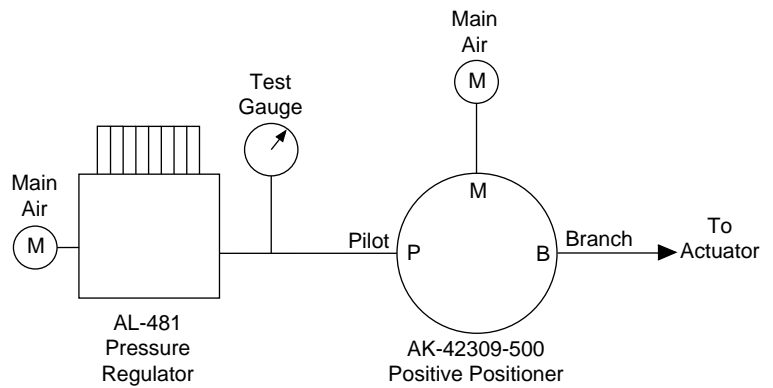 Main
Air
M
Test
Gauge
Main
Air
M
M
Pilot
P
B
Branch
To
Actuator
AL-481
Pressure
Regulator
AK-42309-500
Positive Positioner